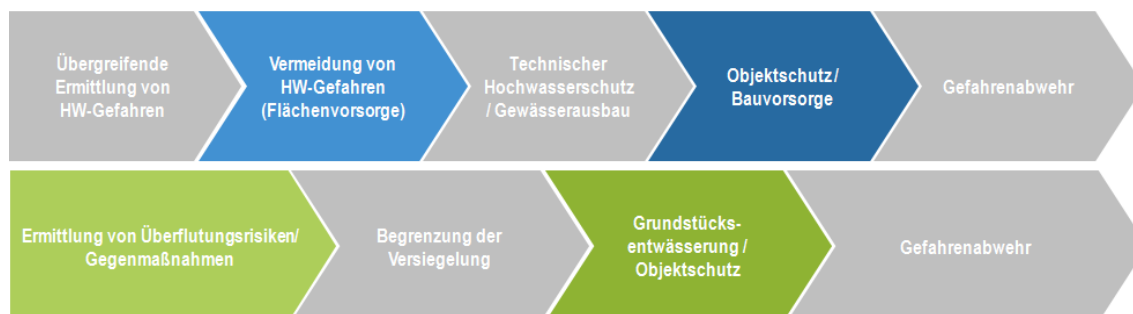 Übergreifende
Ermittlung von
HW-Gefahren
Vermeidung von
HW-Gefahren
(Flächenvorsorge)
Technischer
Hochwasserschutz
/ Gewässerausbau
Objektschutz /
Bauvorsorge
Gefahrenabwehr
Ermittlung von Überflutungsrisiken/
Gegenmaßnahmen
Begrenzung der
Versiegelung
Grundstücks-
entwässerung /
Objektschutz
Gefahrenabwehr